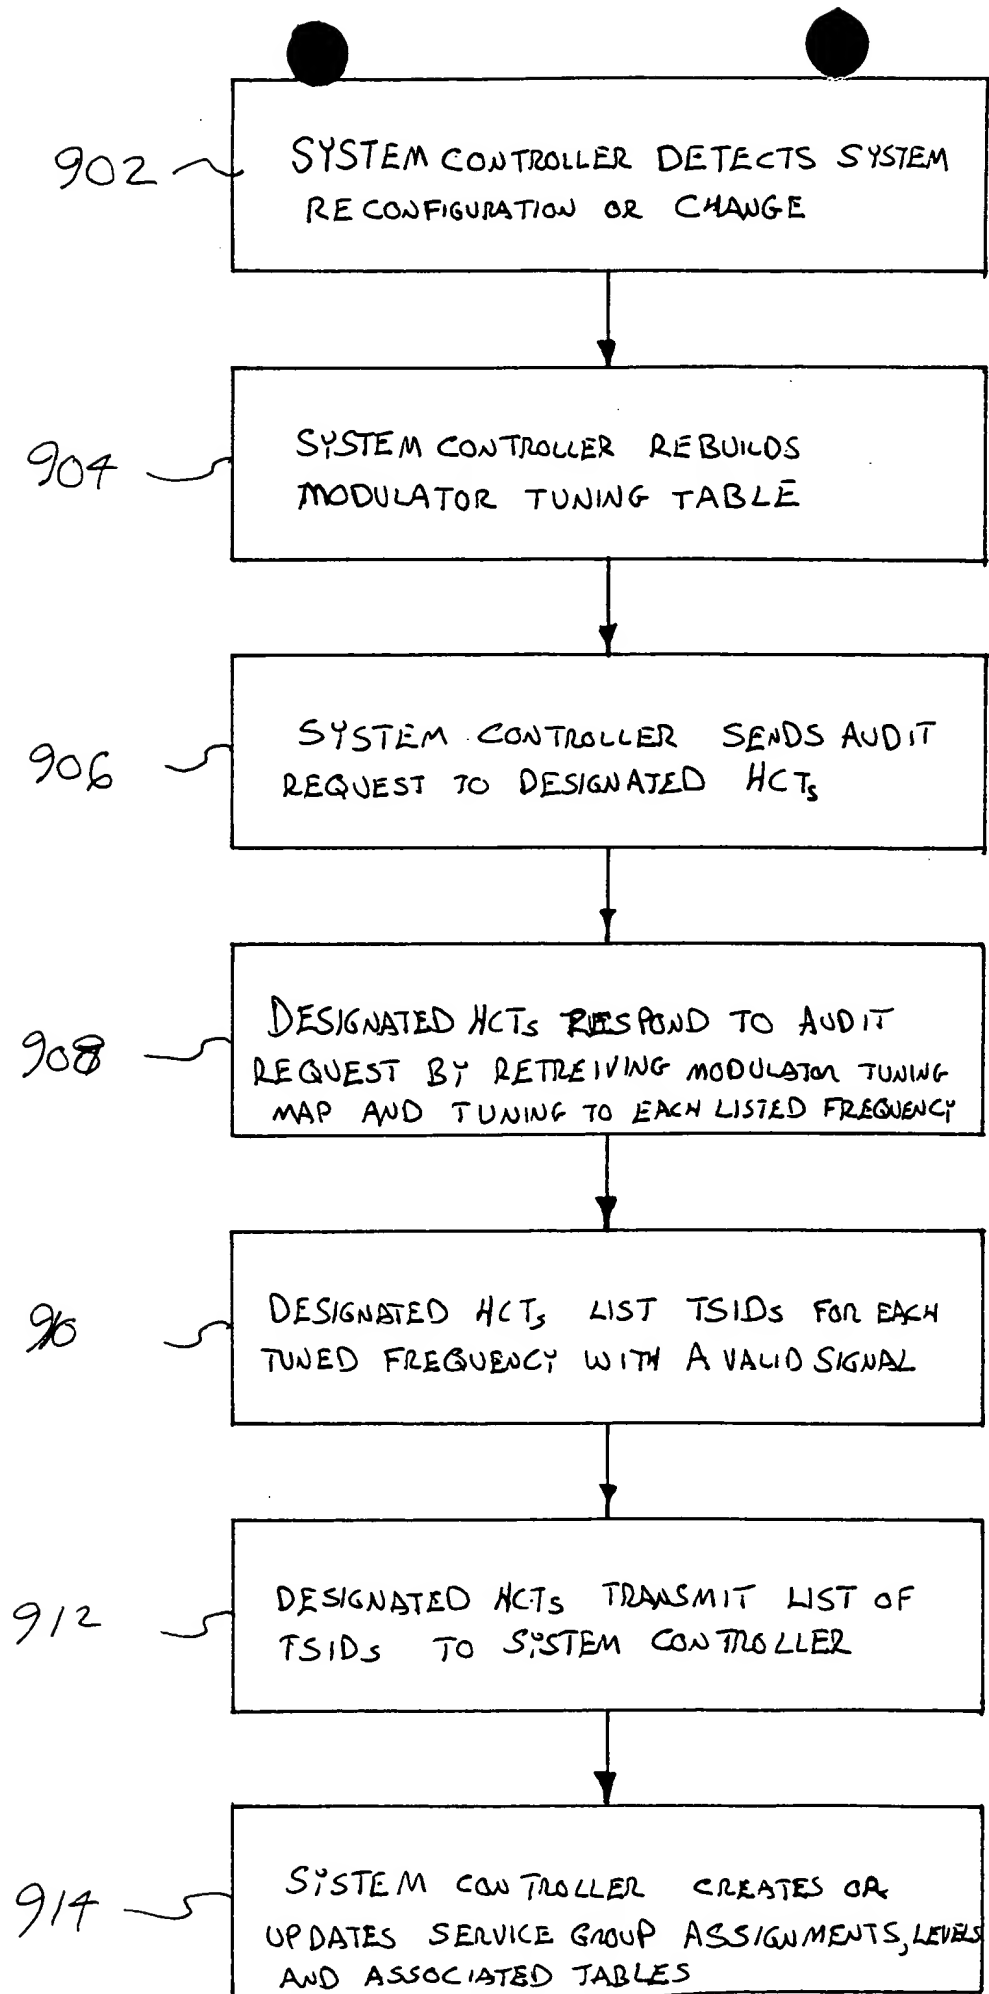 902
SYSTEM CONTROLLER DETECTS SYSTEM
RECONFIGURATION OR CHANGE
904
SYSTEM CONTROLLER REBUILDS
MODULATOR TUNING TABLE
906
SYSTEM CONTROLLER SENDS AUDIT
REQUEST TO DESIGNATED HCTs
908
DESIGNATED HCTs RESPOND TO AUDIT
REQUEST BY RETREIVING MODULATOR TUNING
MAP AND TUNING TO EACH LISTED FREQUENCY
910
DESIGNATED HCTs LIST TSIDs FOR EACH
TUNED FREQUENCY WITH A VALID SIGNAL
912
DESIGNATED HCTs TRANSMIT LIST OF
TSIDs TO SYSTEM CONTROLLER
914
SYSTEM CONTROLLER CREATES OR
UPDATES SERVICE GROUP ASSIGNMENTS, LEVELS
AND ASSOCIATED TABLES